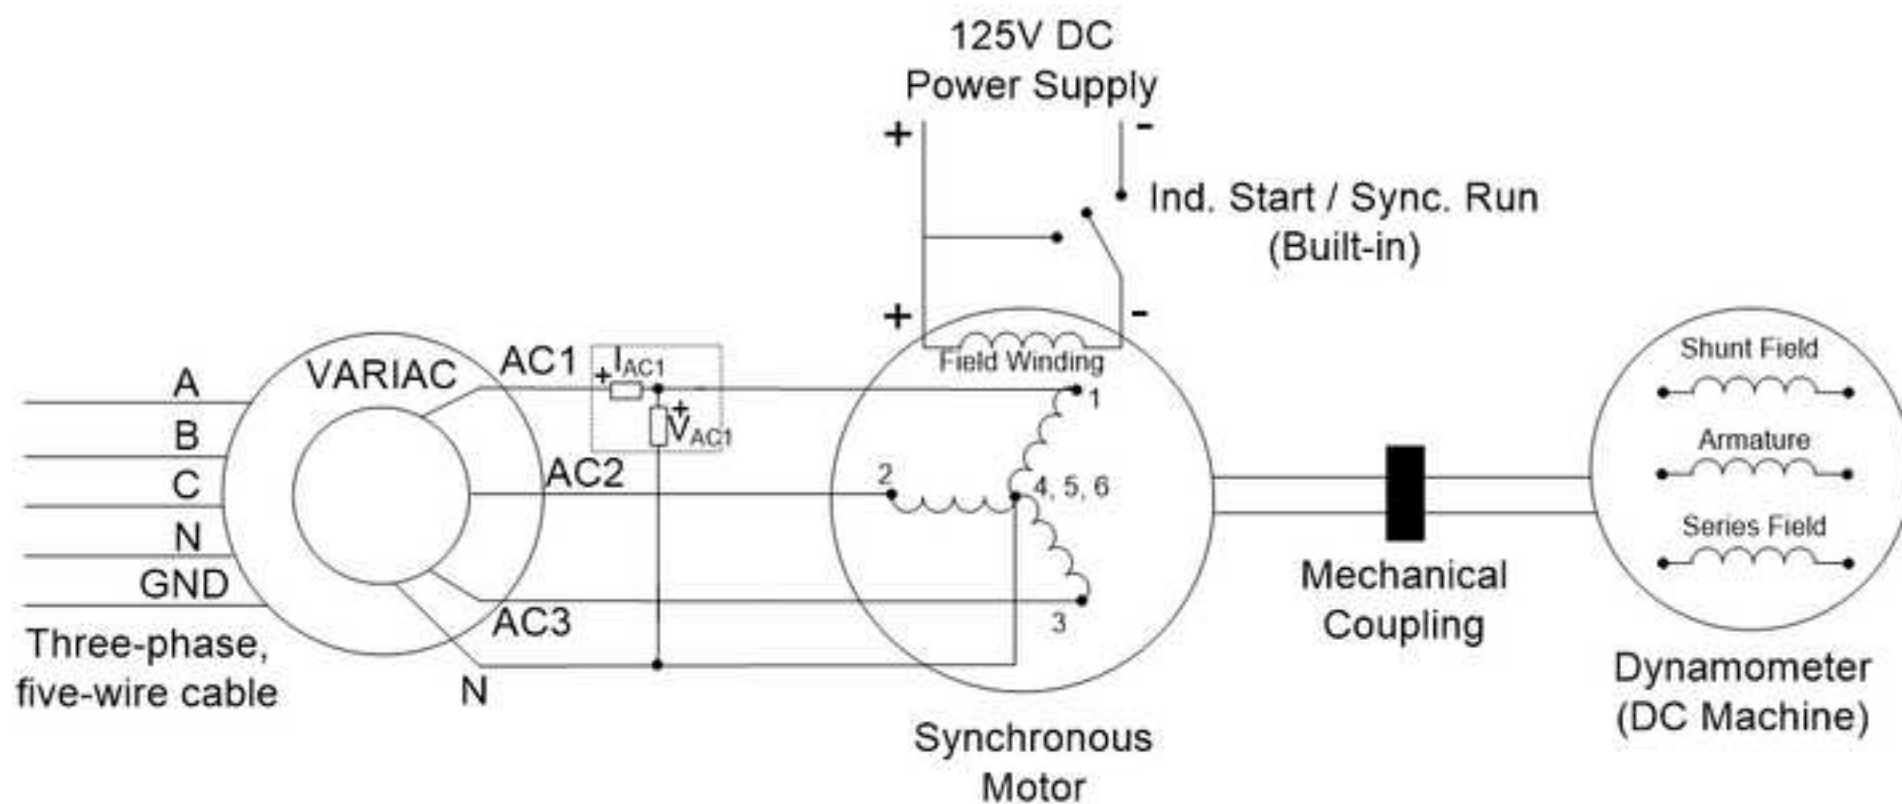 125V DC
Power Supply
+ -
Ind. Start / Sync. Run
(Built-in)
+ -
Field Winding
VARIAC
AC1
+
I_AC1
+
V_AC1
AC2
AC3
N
A
B
C
N
GND
Three-phase,
five-wire cable
1
2
4, 5, 6
3
Synchronous
Motor
Mechanical
Coupling
Shunt Field
Armature
Series Field
Dynamometer
(DC Machine)